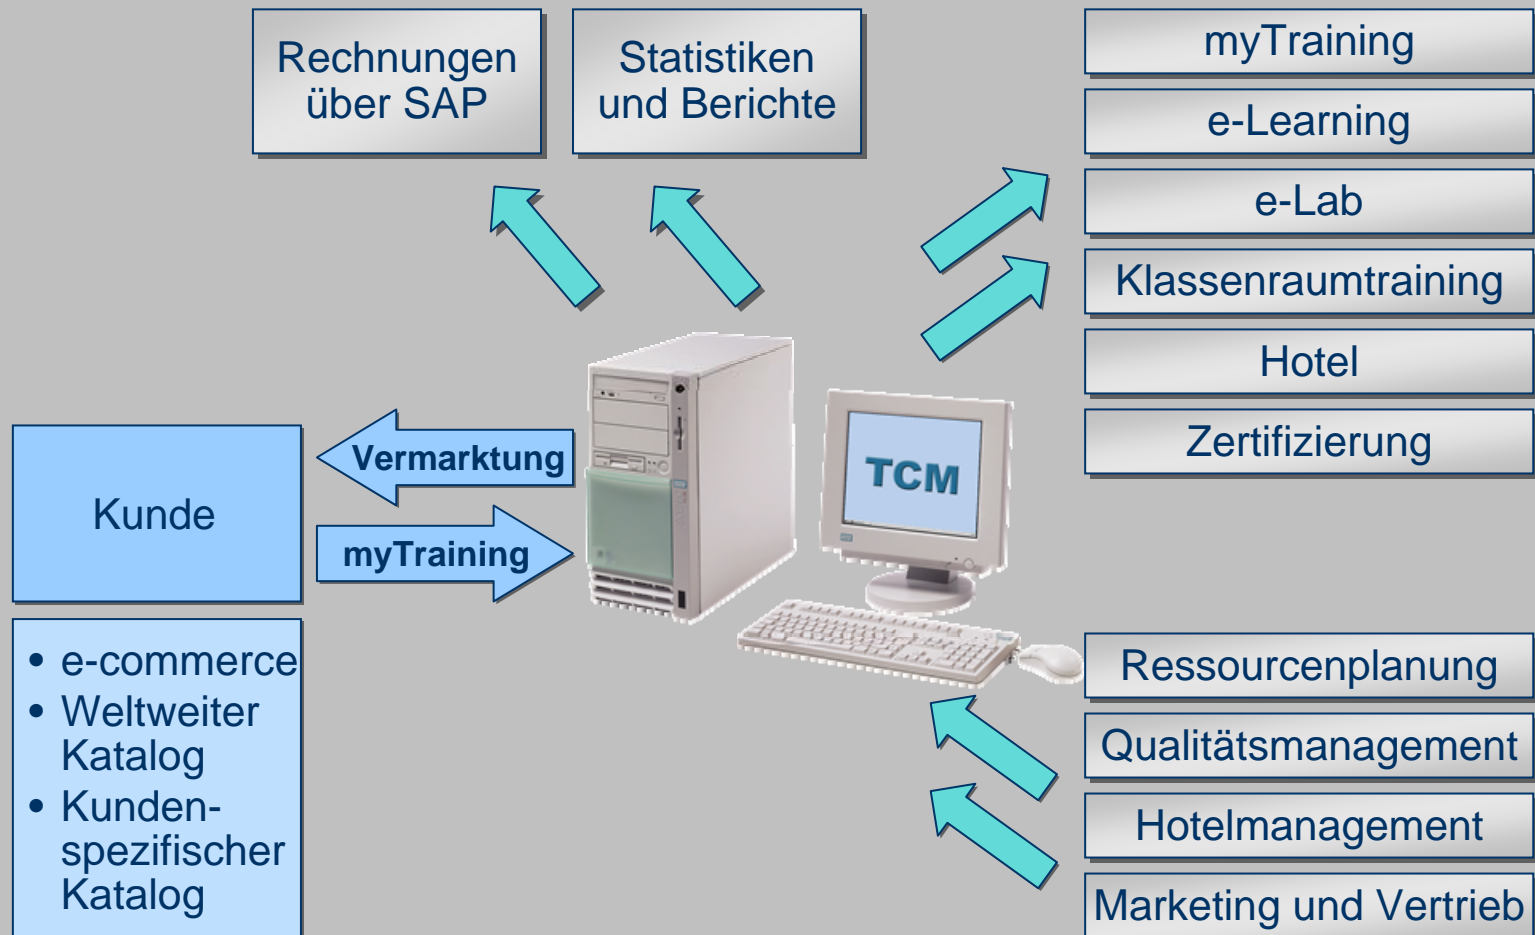 Rechnungen
über SAP
Statistiken
und Berichte
myTraining
e-Learning
e-Lab
Klassenraumtraining
Hotel
Zertifizierung
Vermarktung
TCM
Kunde
myTraining
• e-commerce
• Weltweiter
Katalog
• Kunden-
spezifischer
Katalog
Ressourcenplanung
Qualitätsmanagement
Hotelmanagement
Marketing und Vertrieb